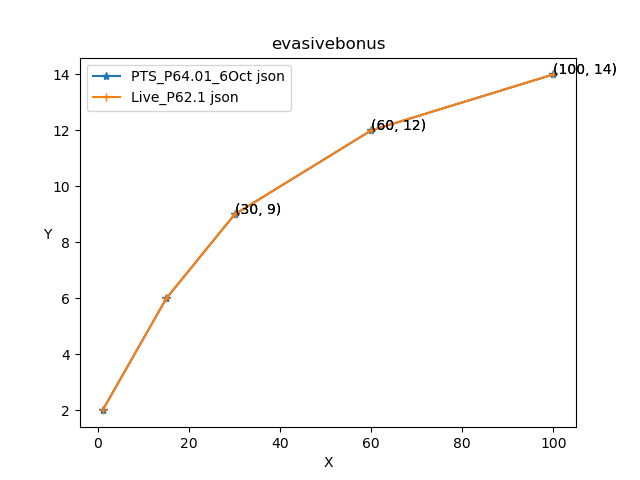 evasivebonus
PTS_P64.01_6Oct json
Live_P62.1 json
(100, 14)
(60, 12)
(30, 9)
14
12
10
8
6
4
2
Y
0 20 40 60 80 100
X